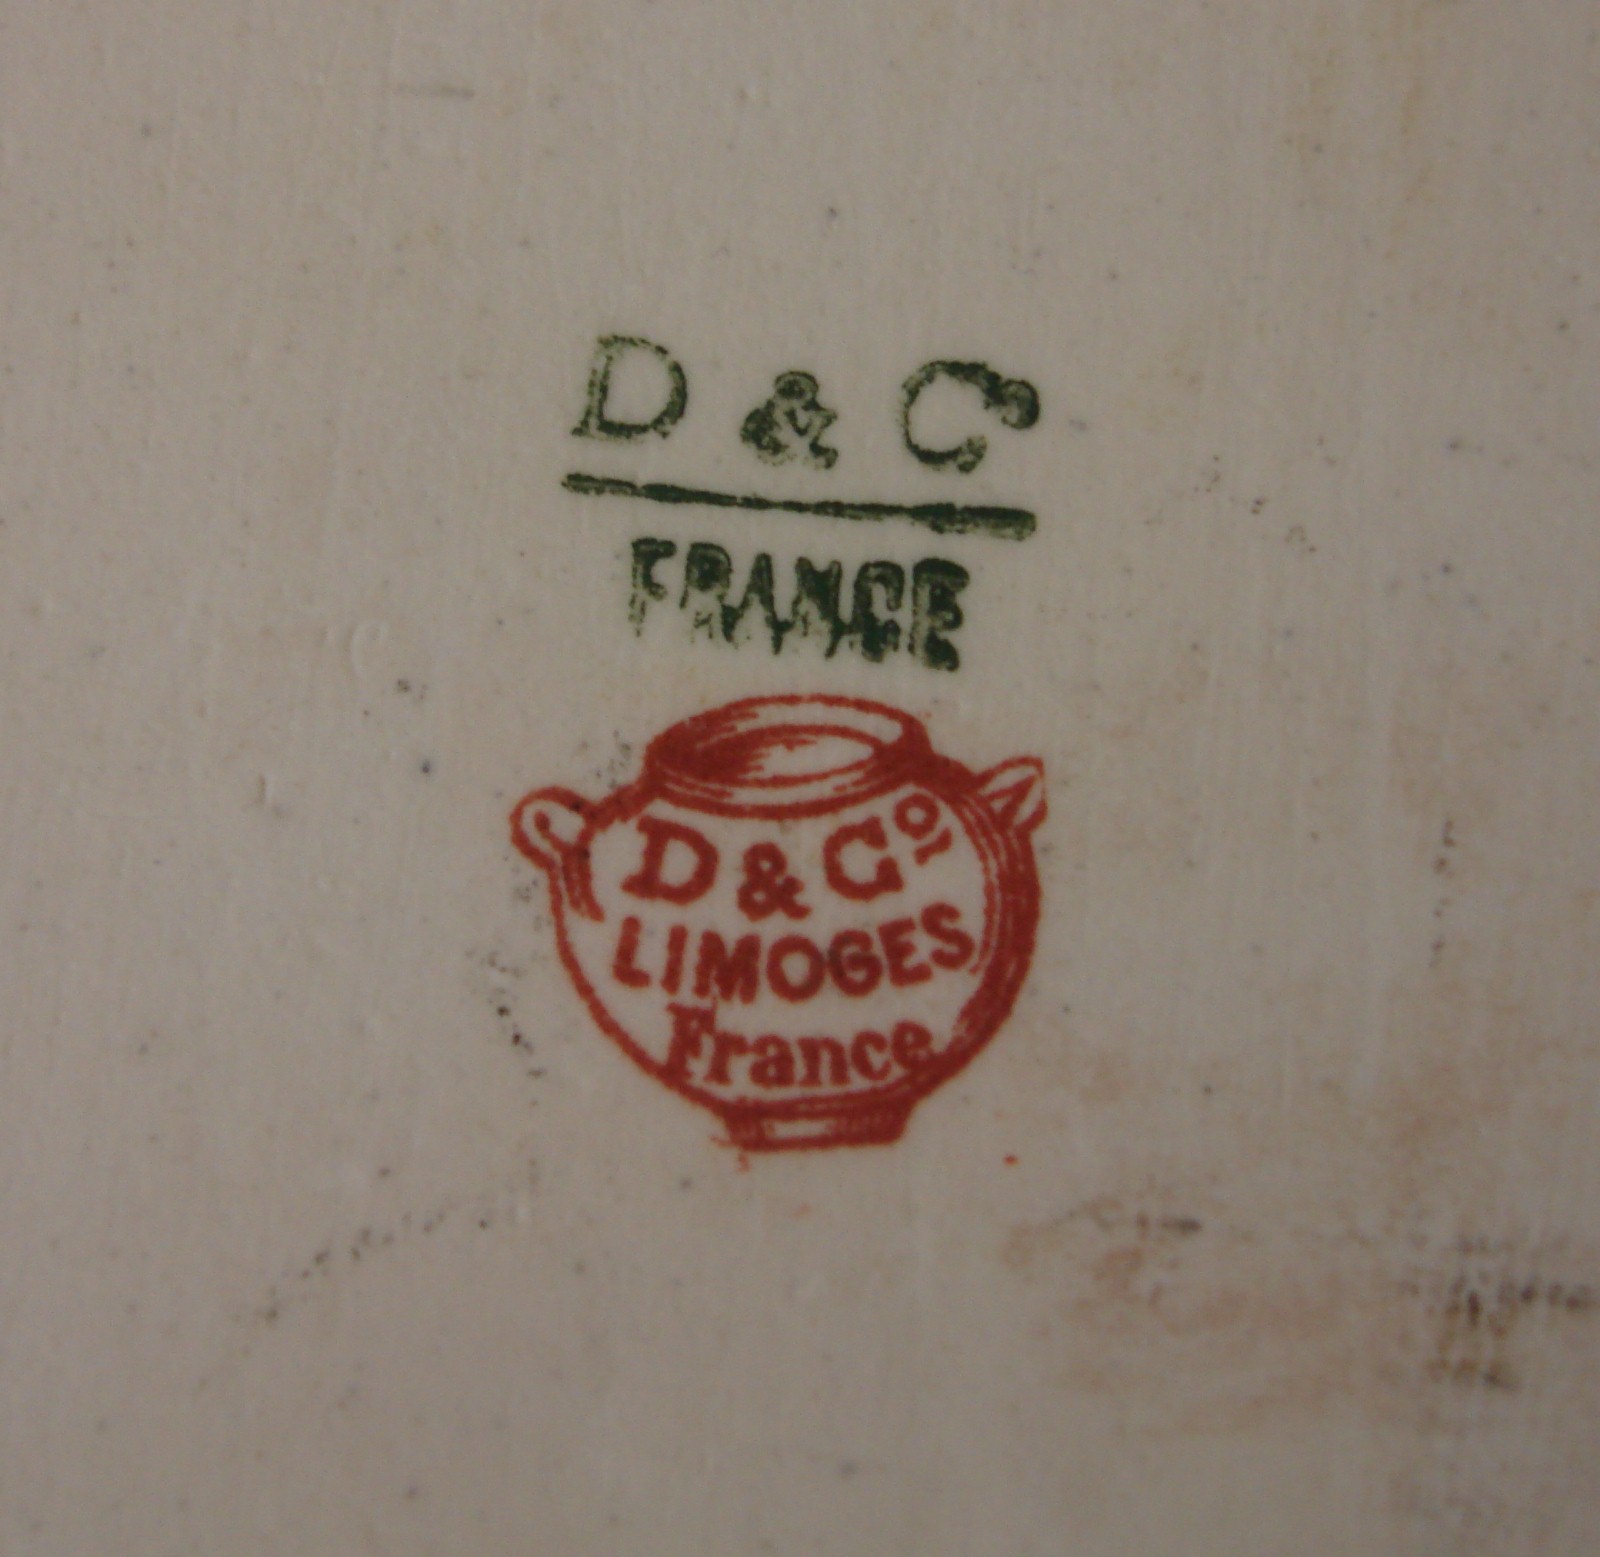 D & Co
FRANCE
D & Co
LIMOGES
France